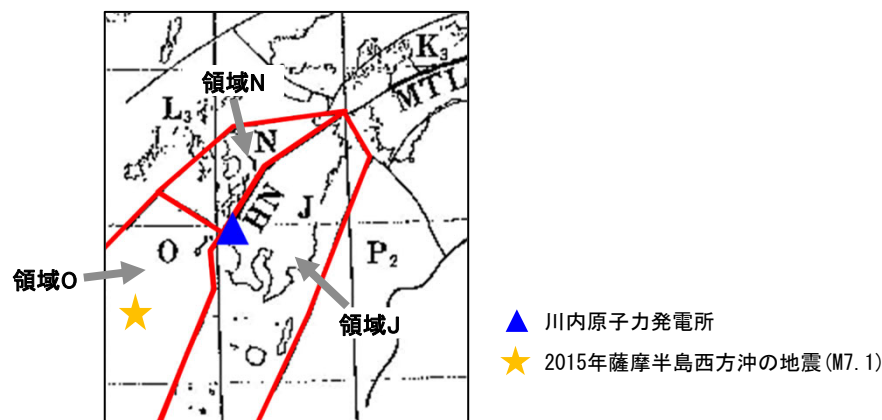 K3
MTL
領域N
L3
N
HN
J
O
P2
領域O
領域J
川内原子力発電所
2015年薩摩半島西方沖の地震(M7.1)